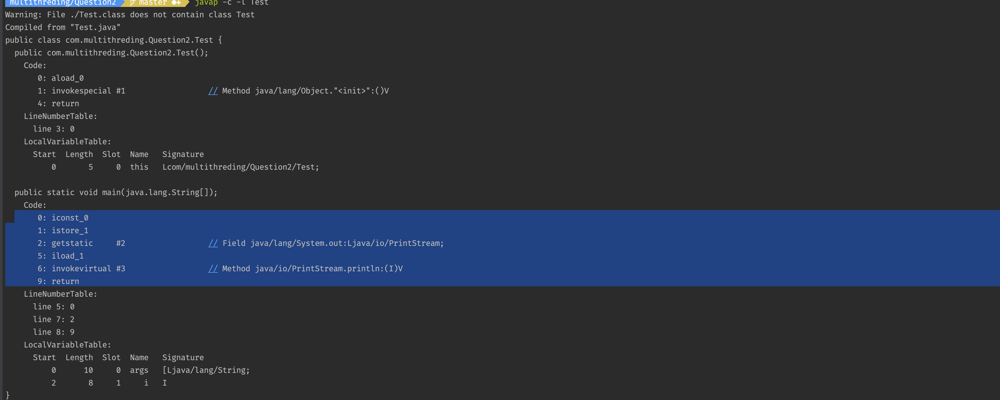 multithreding/Question2 master ●+ javap -c -l Test
Warning: File ./Test.class does not contain class Test
Compiled from "Test.java"
public class com.multithreding.Question2.Test {
  public com.multithreding.Question2.Test();
    Code:
       0: aload_0
       1: invokespecial #1                  // Method java/lang/Object."<init>":()V
       4: return
    LineNumberTable:
      line 3: 0
    LocalVariableTable:
      Start  Length  Slot  Name   Signature
          0       5     0  this   Lcom/multithreding/Question2/Test;

  public static void main(java.lang.String[]);
    Code:
       0: iconst_0
       1: istore_1
       2: getstatic     #2                  // Field java/lang/System.out:Ljava/io/PrintStream;
       5: iload_1
       6: invokevirtual #3                  // Method java/io/PrintStream.println:(I)V
       9: return
    LineNumberTable:
      line 5: 0
      line 7: 2
      line 8: 9
    LocalVariableTable:
      Start  Length  Slot  Name   Signature
          0      10     0  args   [Ljava/lang/String;
          2       8     1     i   I
}